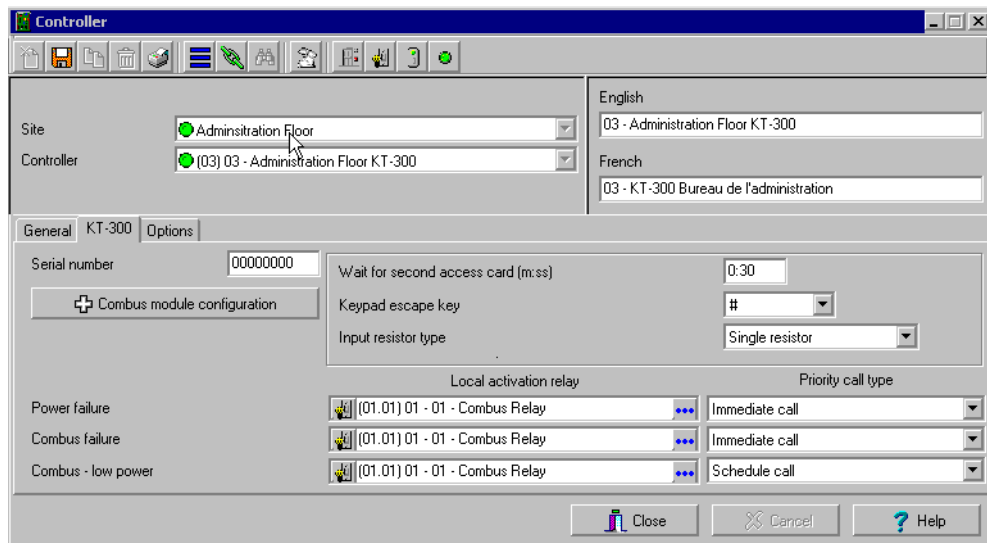 Controller
English
Site
Adminsitration Floor
03 - Administration Floor KT-300
Controller
(03) 03 - Administration Floor KT-300
French
03 - KT-300 Bureau de l'administration
General KT-300 Options
Serial number 00000000
Wait for second access card (m:ss) 0:30
Combus module configuration
Keypad escape key #
Input resistor type Single resistor
Local activation relay Priority call type
Power failure (01.01) 01 - 01 - Combus Relay Immediate call
Combus failure (01.01) 01 - 01 - Combus Relay Immediate call
Combus - low power (01.01) 01 - 01 - Combus Relay Schedule call
Close Cancel Help